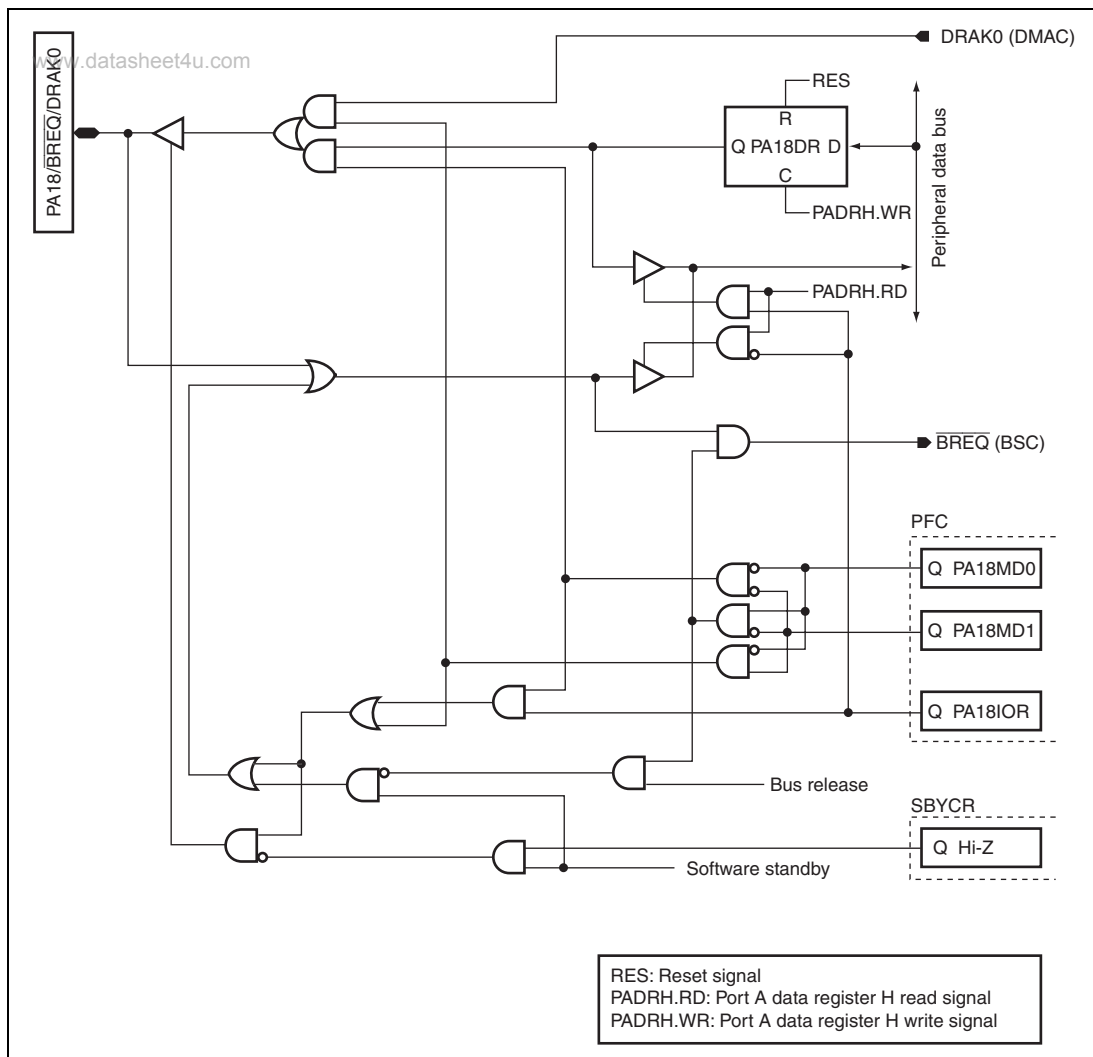 www.datasheet4u.com
PA18/BREQ/DRAK0
DRAK0 (DMAC)
RES
R
Q PA18DR D
C
PADRH.WR
Peripheral data bus
PADRH.RD
BREQ (BSC)
PFC
Q PA18MD0
Q PA18MD1
Q PA18IOR
Bus release
SBYCR
Q Hi-Z
Software standby
RES: Reset signal
PADRH.RD: Port A data register H read signal
PADRH.WR: Port A data register H write signal